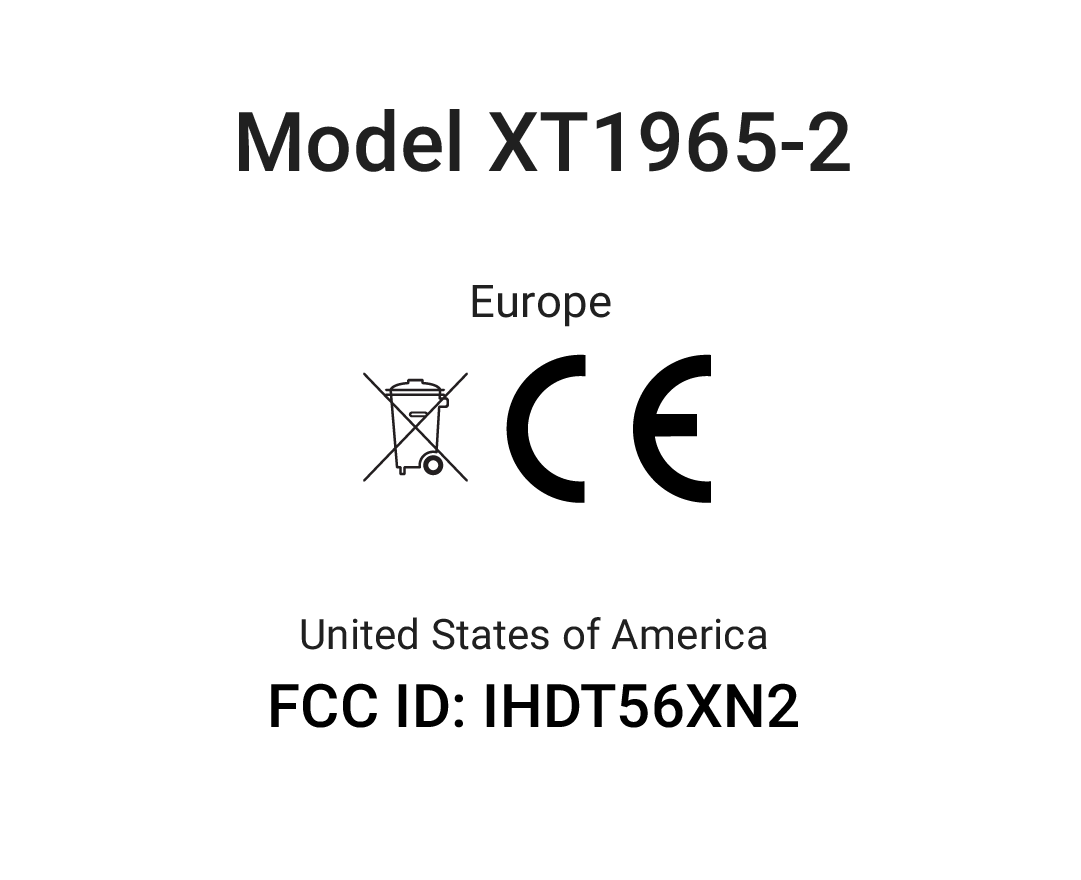 Model XT1965-2
Europe
CE
United States of America
FCC ID: IHDT56XN2